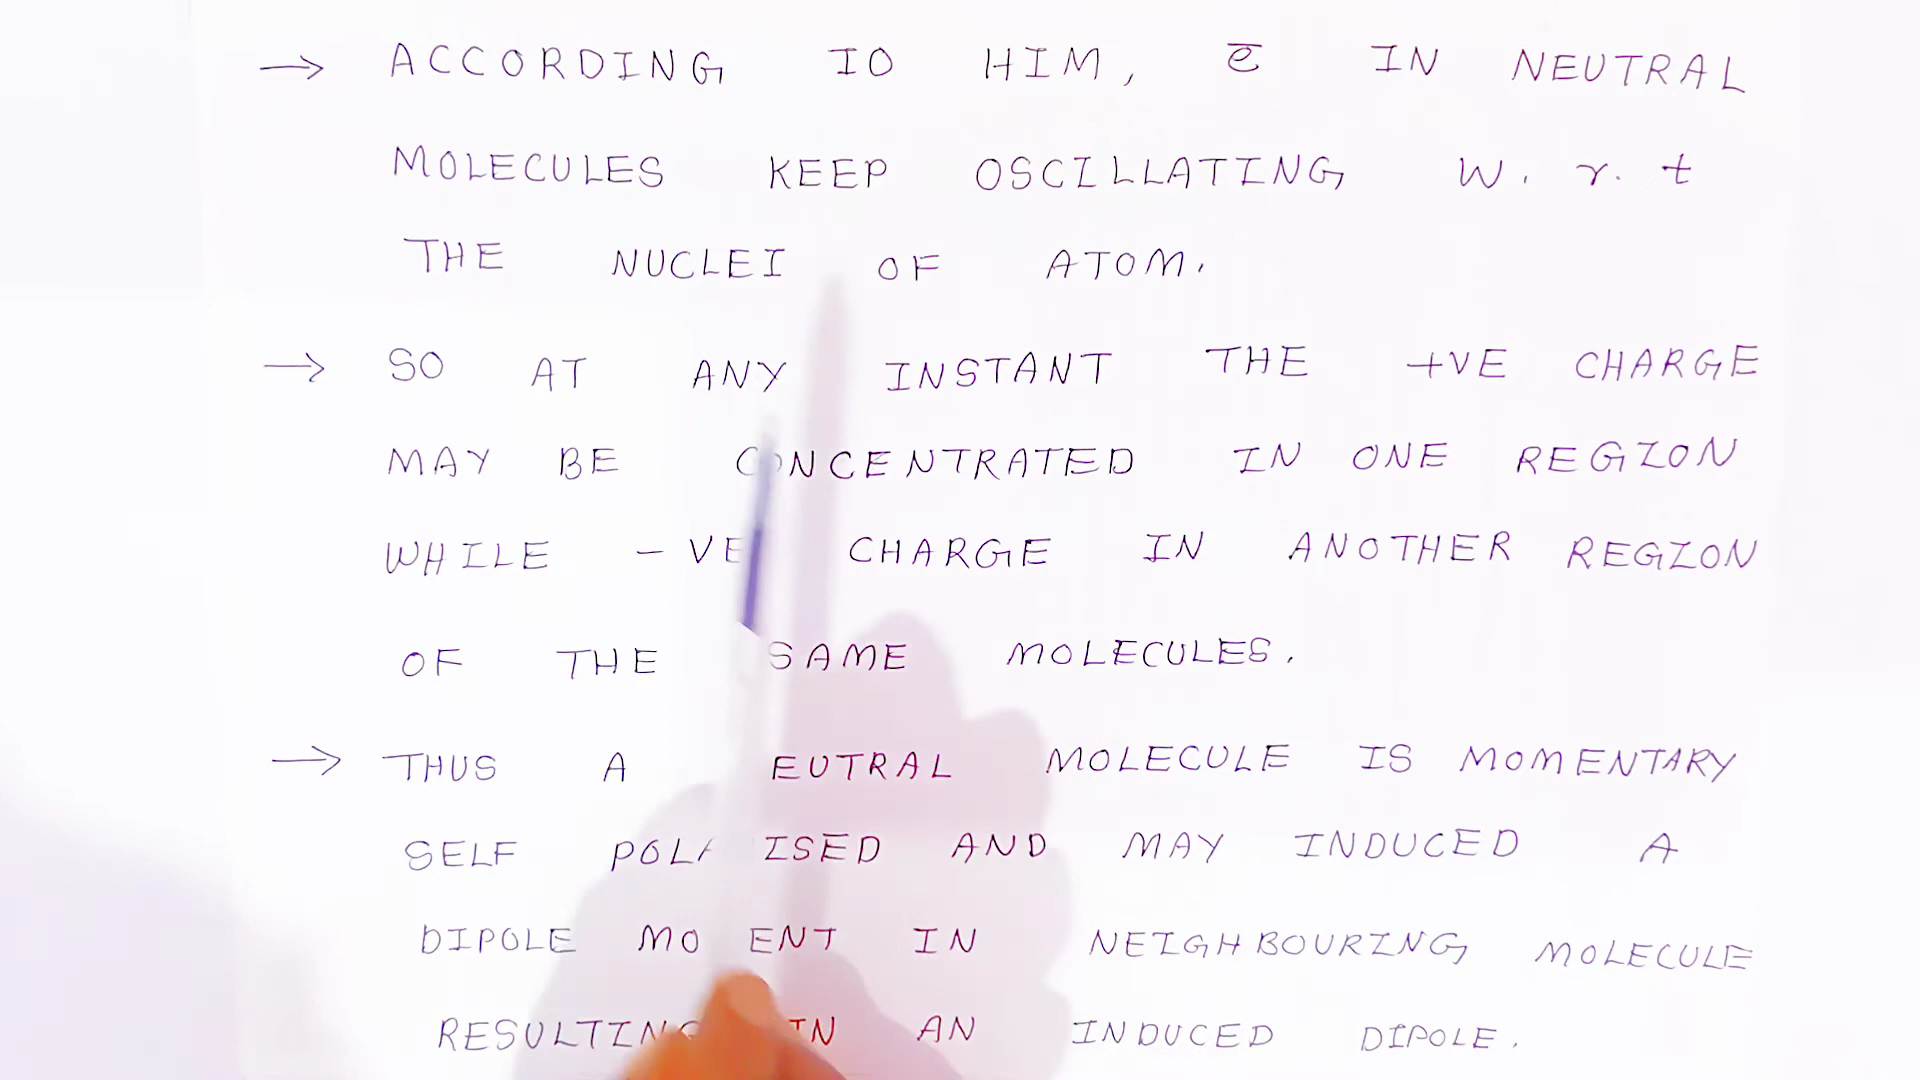 → ACCORDING TO HIM, e̅ IN NEUTRAL
MOLECULES KEEP OSCILLATING W.r.t
THE NUCLEI OF ATOM.
→ SO AT ANY INSTANT THE +VE CHARGE
MAY BE CONCENTRATED IN ONE REGION
WHILE -VE CHARGE IN ANOTHER REGION
OF THE SAME MOLECULES.
→ THUS A EUTRAL MOLECULE IS MOMENTARY
SELF AND MAY INDUCED A
DIPOLE IN NEIGHBOURING MOLECULE
RESULTING IN AN INDUCED DIPOLE.